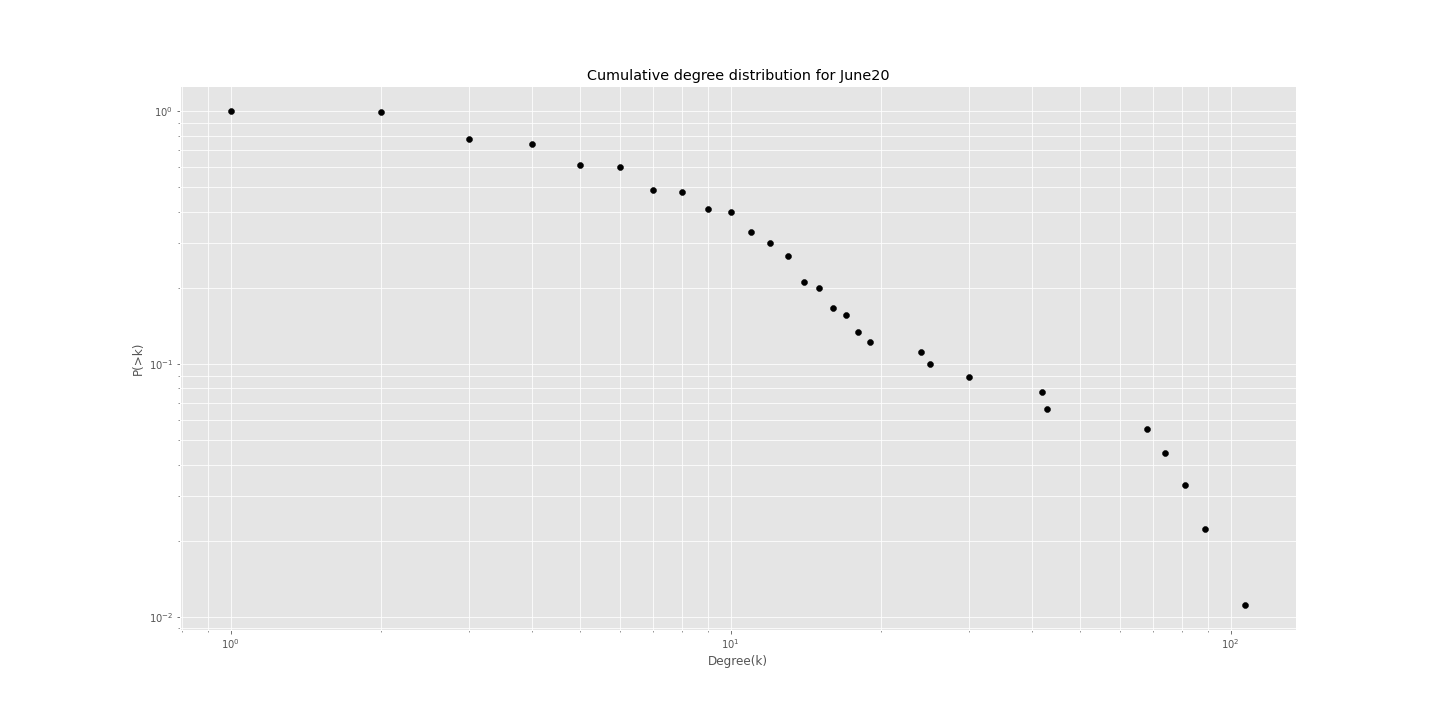 Cumulative degree distribution for June20
10⁰
10⁻¹
10⁻²
P(>k)
10⁰ 10¹ 10²
Degree(k)